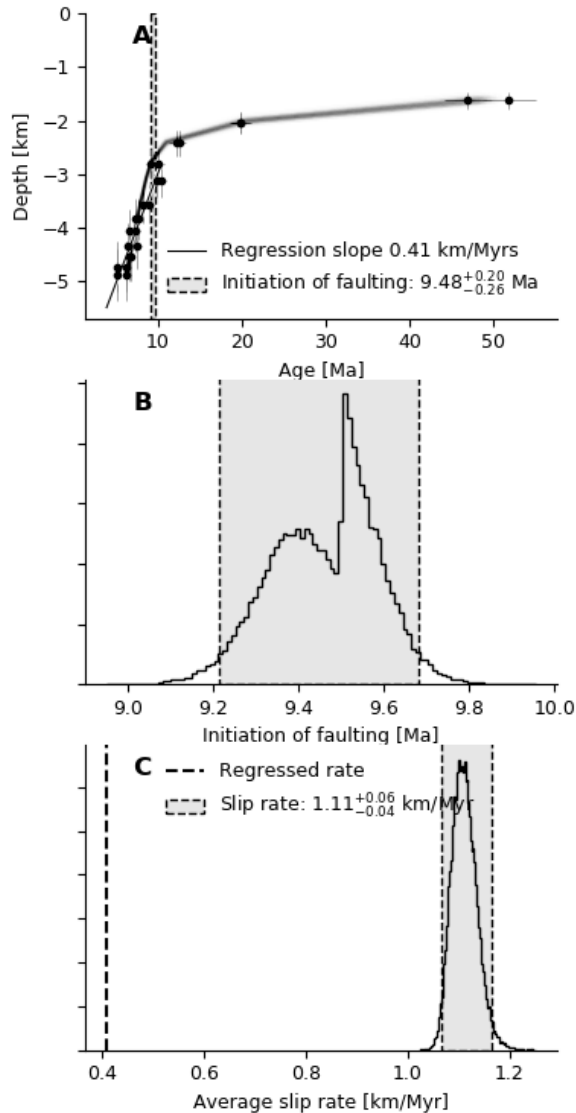 A
0
−1
−2
−3
−4
−5
Depth [km]
Regression slope 0.41 km/Myrs
Initiation of faulting: 9.48+0.20 −0.26 Ma
10 20 30 40 50
Age [Ma]
B
9.0 9.2 9.4 9.6 9.8 10.0
Initiation of faulting [Ma]
C
Regressed rate
Slip rate: 1.11+0.06 −0.04 km/Myr
0.4 0.6 0.8 1.0 1.2
Average slip rate [km/Myr]